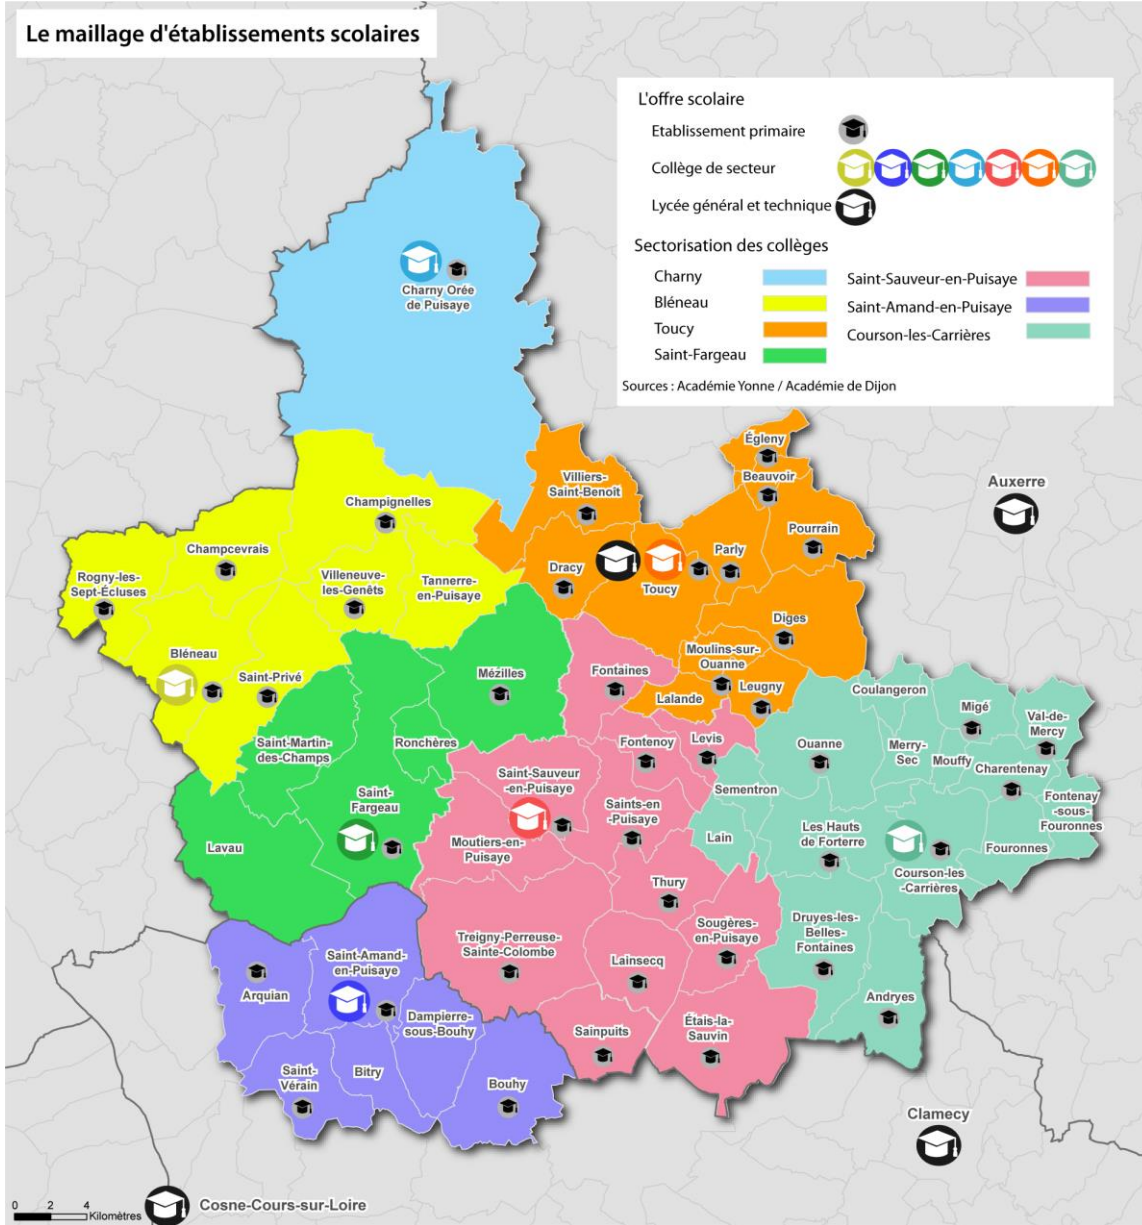 Le maillage d'établissements scolaires
L'offre scolaire
Etablissement primaire
Collège de secteur
Lycée général et technique
Sectorisation des collèges
Charny
Bléneau
Toucy
Saint-Fargeau
Saint-Sauveur-en-Puisaye
Saint-Amand-en-Puisaye
Courson-les-Carrières
Sources : Académie Yonne / Académie de Dijon
Charny Orée
de Puisaye
Égleny
Beauvoir
Villiers-
Saint-Benoît
Auxerre
Champignelles
Pourrain
Champcevrais
Parly
Dracy
Toucy
Rogny-les-
Sept-Écluses
Villeneuve-
les-Genêts
Tannerre-
en-Puisaye
Diges
Moulins-sur-
Ouanne
Bléneau
Saint-Privé
Mézilles
Fontaines
Lalande
Leugny
Coulangeron
Migé
Val-de-
Mercy
Saint-Martin-
des-Champs
Ronchères
Fontenoy
Levis
Ouanne
Merry-
Sec
Mouffy
Charentenay
Saint-Sauveur
-en-Puisaye
Sementron
Fontenay
-sous-
Fouronnes
Saint-
Fargeau
Saints-en
-Puisaye
Lain
Les Hauts
de Forterre
Lavau
Moutiers-en-
Puisaye
Fouronnes
Courson-les
-Carrières
Thury
Sougères-
en-Puisaye
Druyes-les-
Belles-
Fontaines
Treigny-Perreuse-
Sainte-Colombe
Lainsecq
Saint-Amand-
en-Puisaye
Arquian
Andryes
Dampierre-
sous-Bouhy
Sainpuits
Étais-la-
Sauvin
Saint-
Vérain
Bitry
Bouhy
Clamecy
Cosne-Cours-sur-Loire
0 2 4
Kilomètres